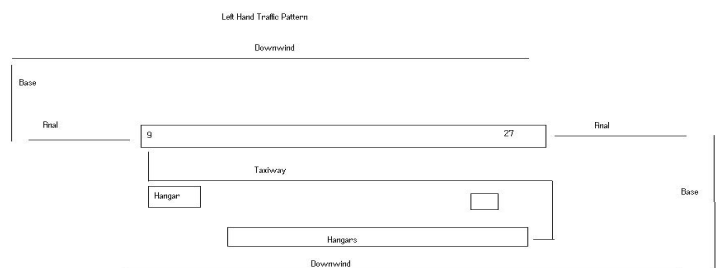 Left Hand Traffic Pattern
Downwind
Base
Final
9
27
Final
Taxiway
Hangar
Base
Hangars
Downwind